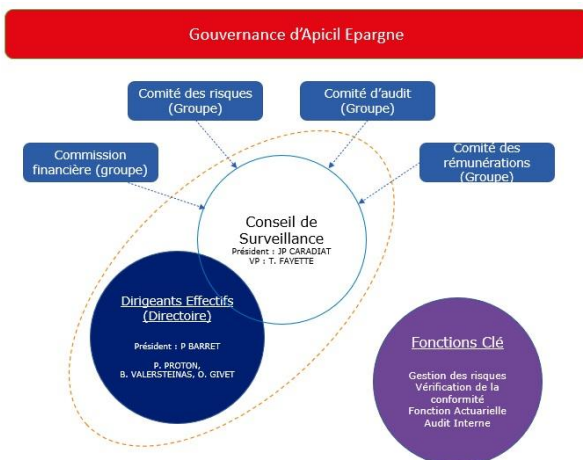 Gouvernance d'Apicil Epargne
Comité des risques
(Groupe)
Comité d'audit
(Groupe)
Commission
financière (groupe)
Comité des
rémunérations
(Groupe)
Conseil de
Surveillance
Président : JP CARADIAT
VP : T. FAYETTE
Dirigeants Effectifs
(Directoire)
Président : P BARRET
P. PROTON,
B. VALERSTEINAS, O. GIVET
Fonctions Clé
Gestion des risques
Vérification de la
conformité
Fonction Actuarielle
Audit Interne